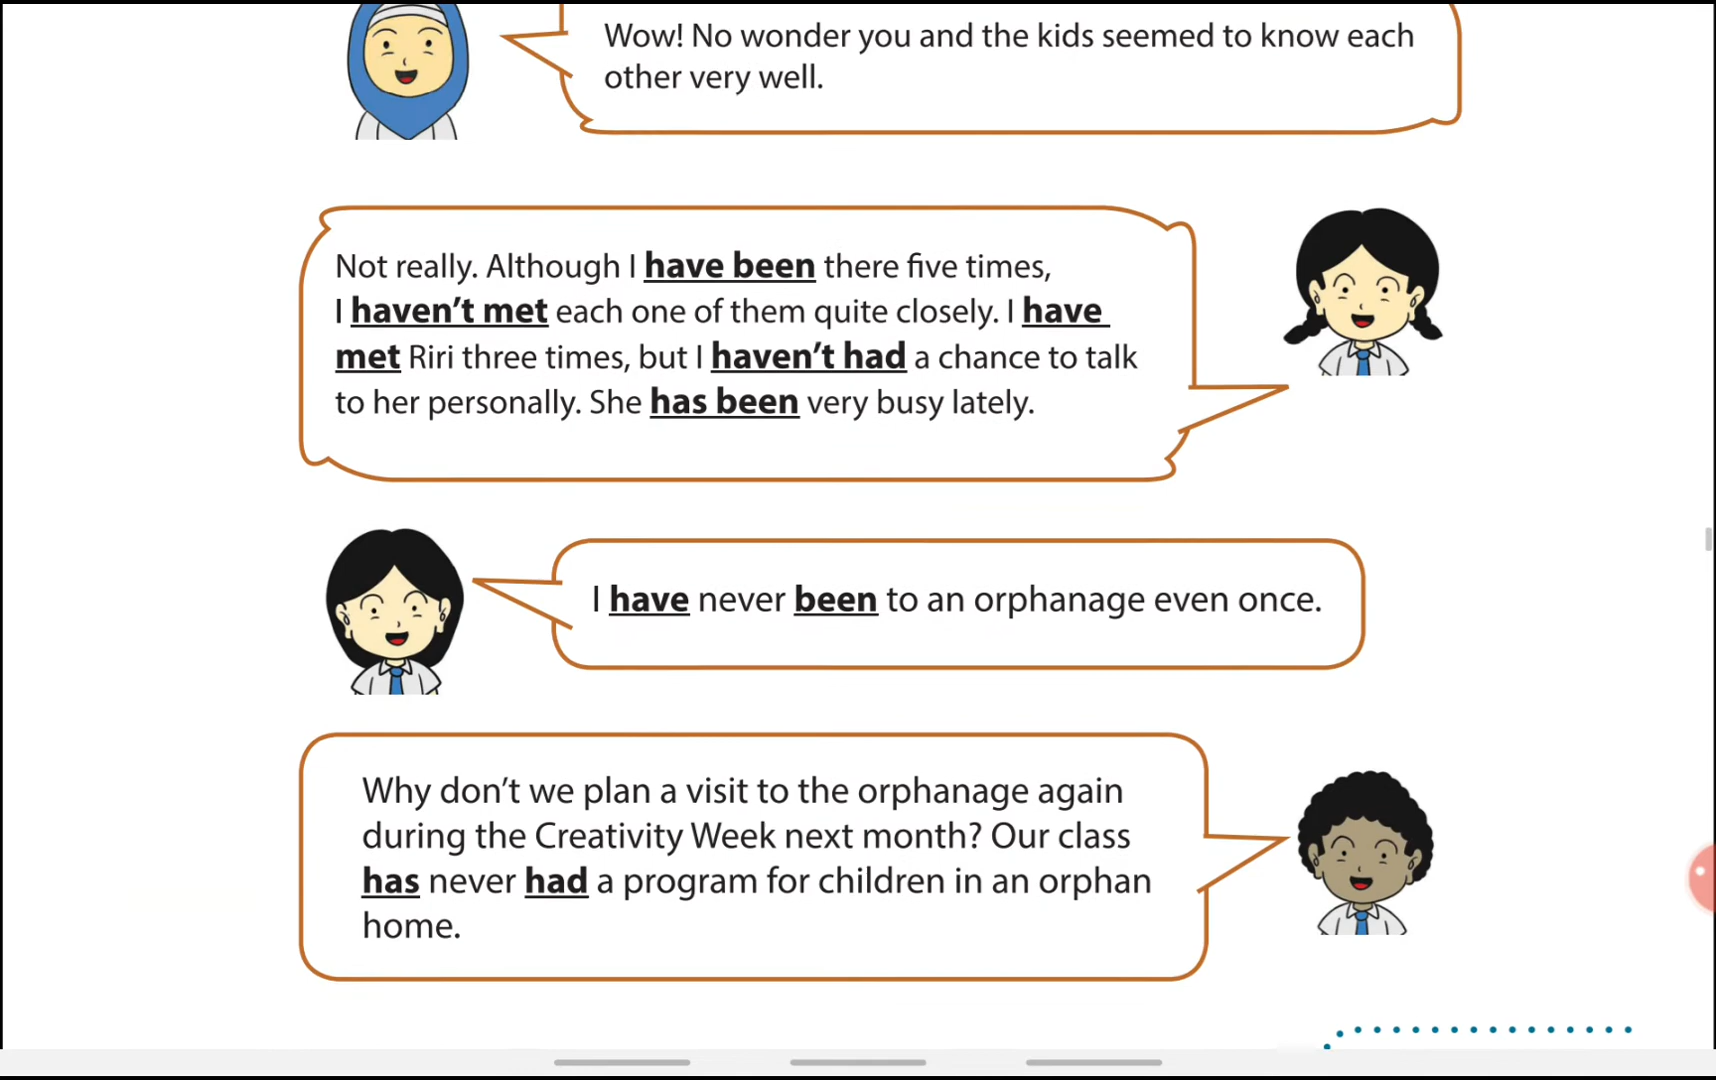 Wow! No wonder you and the kids seemed to know each
other very well.
Not really. Although I have been there five times,
I haven’t met each one of them quite closely. I have
met Riri three times, but I haven’t had a chance to talk
to her personally. She has been very busy lately.
I have never been to an orphanage even once.
Why don’t we plan a visit to the orphanage again
during the Creativity Week next month? Our class
has never had a program for children in an orphan
home.